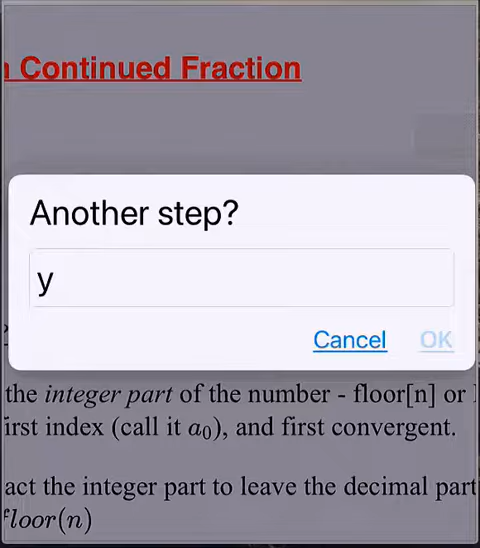 Continued Fraction
Another step?
y
Cancel OK
the integer part of the number - floor[n] or
first index (call it a₀), and first convergent.
act the integer part to leave the decimal part
floor(n)